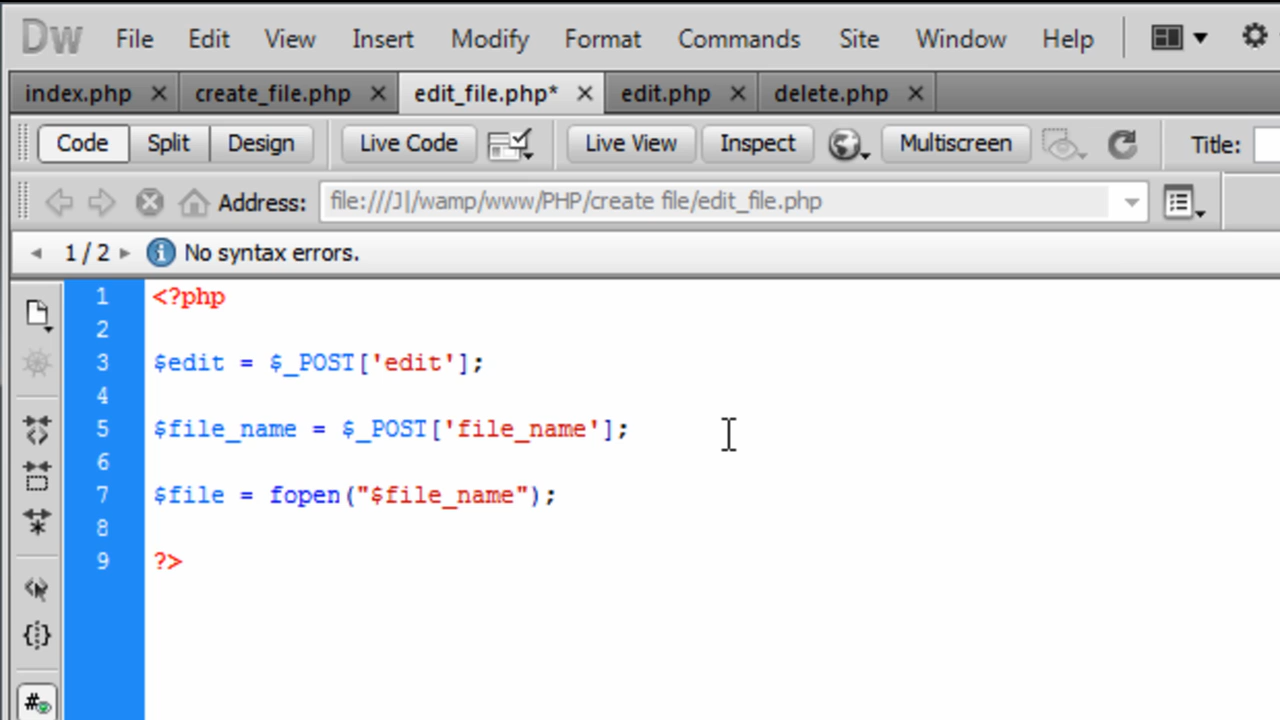 Dw File Edit View Insert Modify Format Commands Site Window Help
index.php create_file.php edit_file.php* edit.php delete.php
Code Split Design Live Code Live View Inspect Multiscreen Title:
Address: file:///J|/wamp/www/PHP/create file/edit_file.php
1 / 2 No syntax errors.
1 <?php
2
3 $edit = $_POST['edit'];
4
5 $file_name = $_POST['file_name'];
6
7 $file = fopen("$file_name");
8
9 ?>